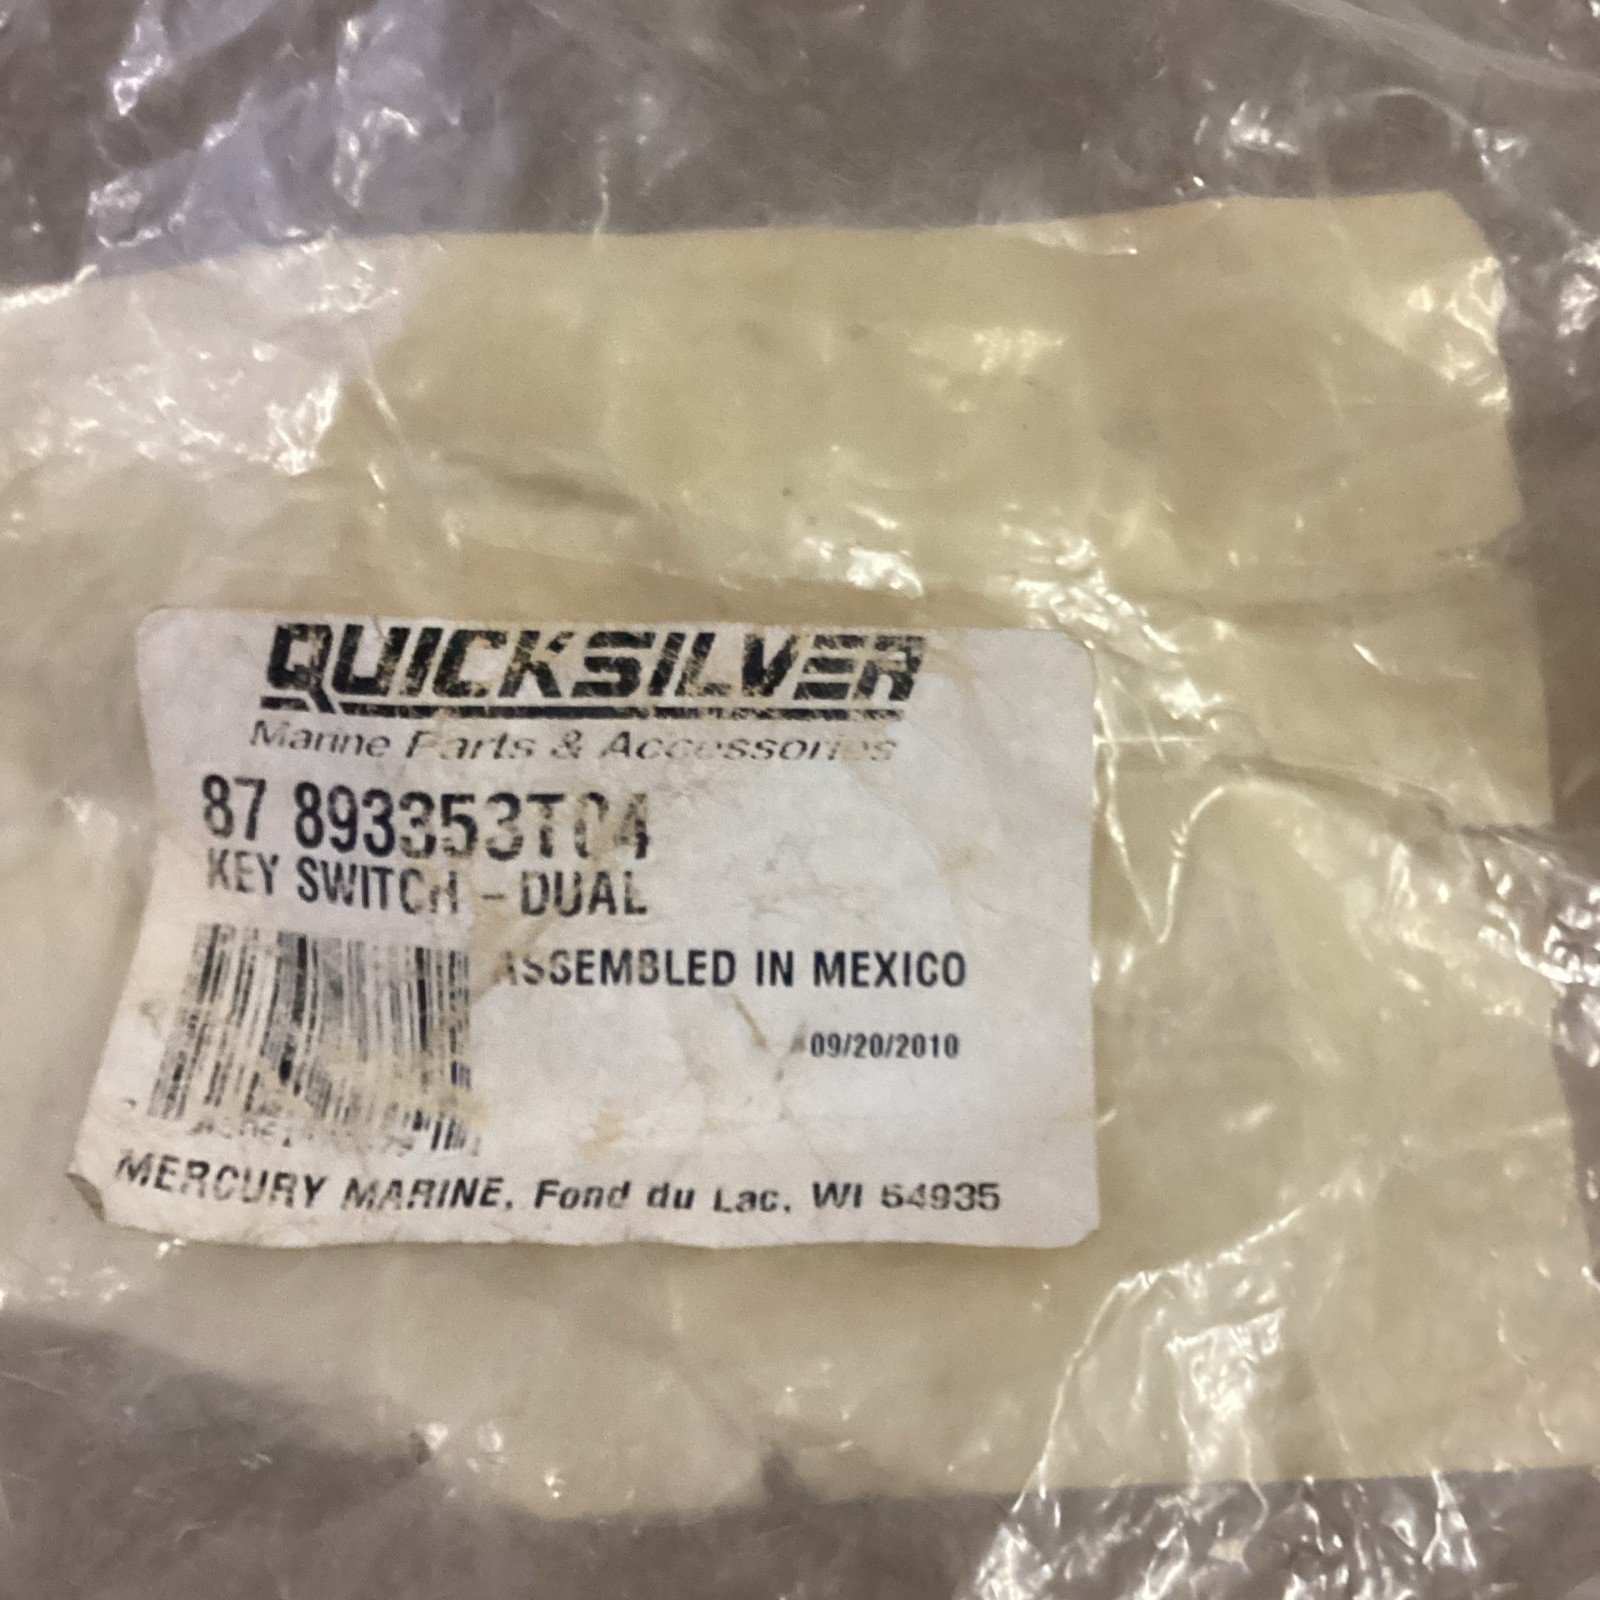 QUICKSILVER
Marine Parts & Accessories
87 893353T04
KEY SWITCH - DUAL
ASSEMBLED IN MEXICO
09/20/2010
MERCURY MARINE, Fond du Lac, WI 54935